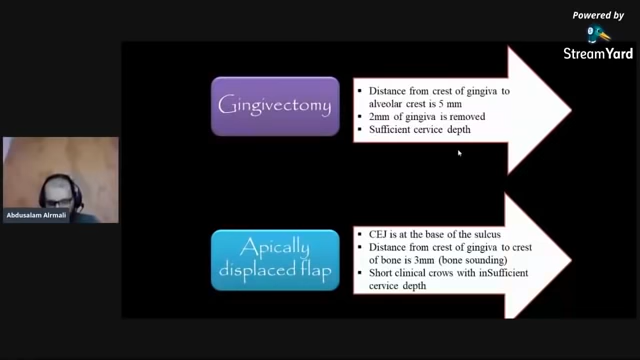 Powered by
StreamYard
Gingivectomy
Distance from crest of gingiva to
alveolar crest is 5 mm
2mm of gingiva is removed
Sufficient cervice depth
Abdusalam Alrmali
Apically
displaced flap
CEJ is at the base of the sulcus
Distance from crest of gingiva to crest
of bone is 3mm (bone sounding)
Short clinical crows with inSufficient
cervice depth